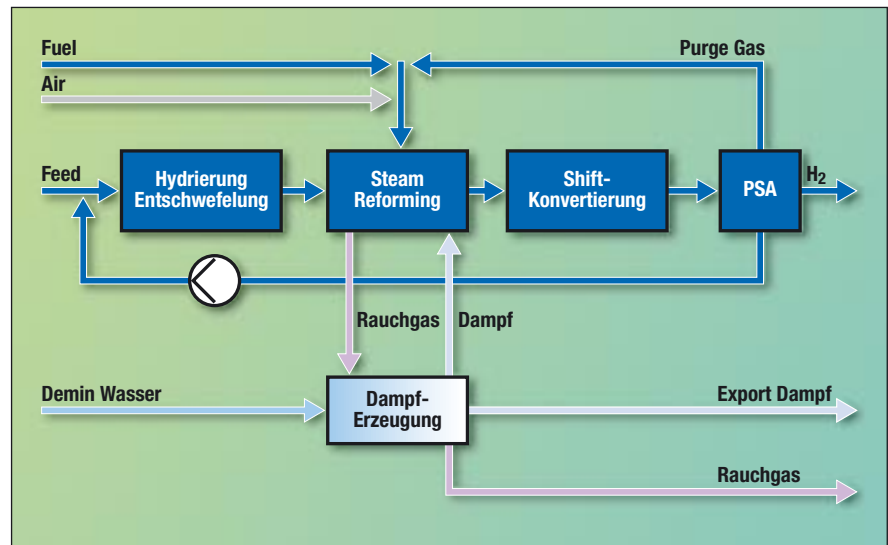 Fuel
Purge Gas
Air
Feed
Hydrierung
Entschwefelung
Steam
Reforming
Shift-
Konvertierung
PSA
H₂
Rauchgas
Dampf
Demin Wasser
Dampf-
Erzeugung
Export Dampf
Rauchgas